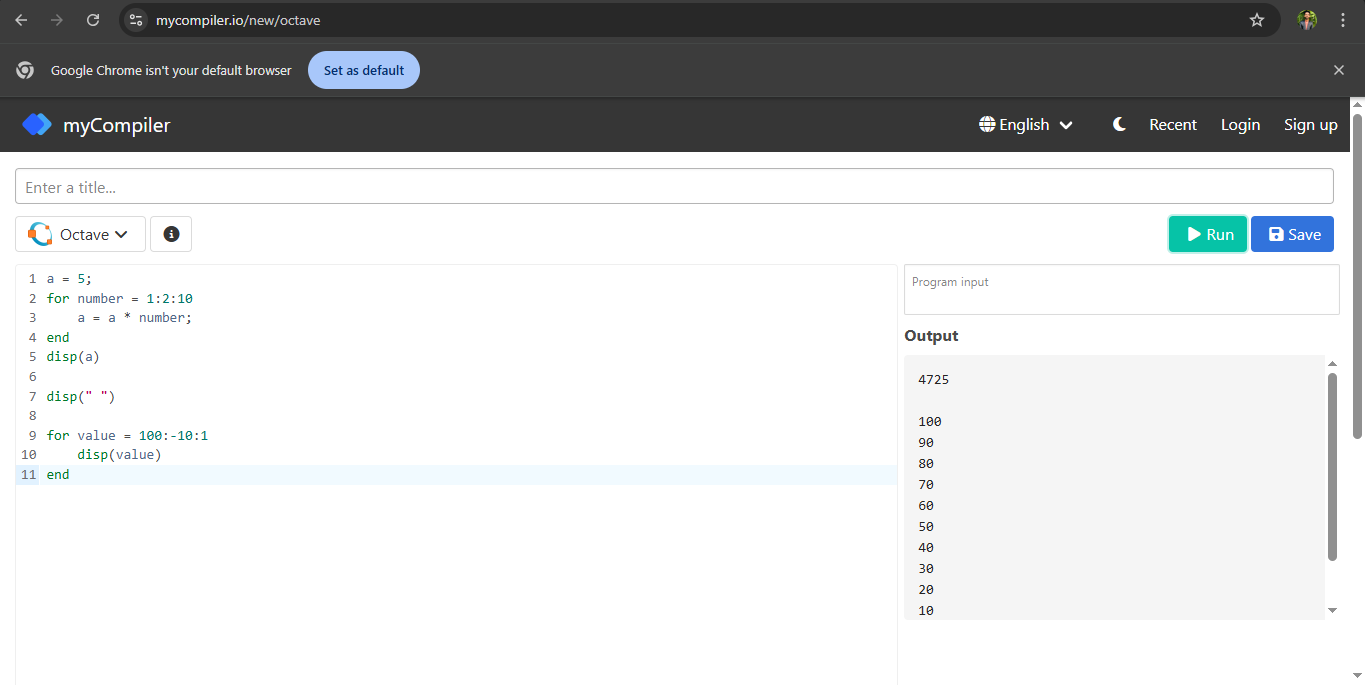 mycompiler.io/new/octave
Google Chrome isn't your default browser
Set as default
myCompiler
English
Recent
Login
Sign up
Enter a title...
Octave
Run
Save
1 a = 5;
2 for number = 1:2:10
3     a = a * number;
4 end
5 disp(a)
6
7 disp(" ")
8
9 for value = 100:-10:1
10     disp(value)
11 end
Program input
Output
4725
100
90
80
70
60
50
40
30
20
10